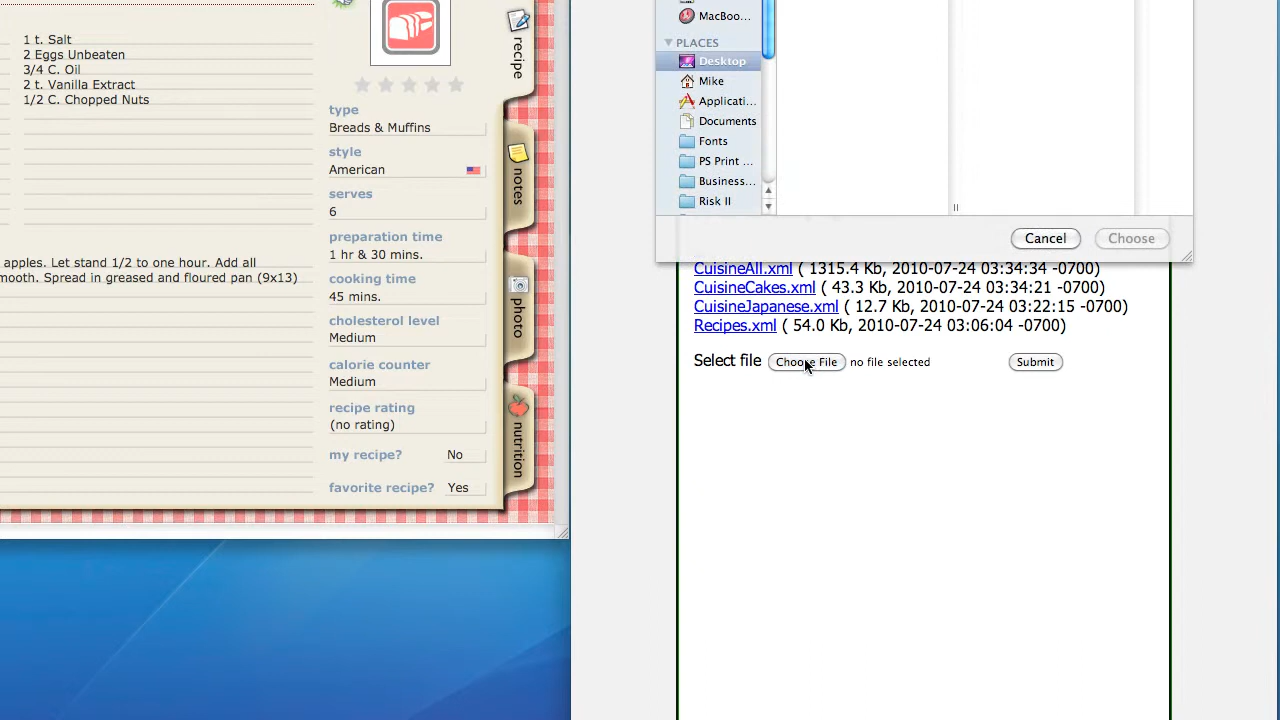 1 t. Salt
2 Eggs Unbeaten
3/4 C. Oil
2 t. Vanilla Extract
1/2 C. Chopped Nuts
apples. Let stand 1/2 to one hour. Add all
mooth. Spread in greased and floured pan (9x13)
type
Breads & Muffins
style
American
serves
6
preparation time
1 hr & 30 mins.
cooking time
45 mins.
cholesterol level
Medium
calorie counter
Medium
recipe rating
(no rating)
my recipe? No
favorite recipe? Yes
recipe
notes
photo
nutrition
MacBoo...
PLACES
Desktop
Mike
Applicati...
Documents
Fonts
PS Print ...
Business...
Risk II
Cancel Choose
CuisineAll.xml ( 1315.4 Kb, 2010-07-24 03:34:34 -0700)
CuisineCakes.xml ( 43.3 Kb, 2010-07-24 03:34:21 -0700)
CuisineJapanese.xml ( 12.7 Kb, 2010-07-24 03:22:15 -0700)
Recipes.xml ( 54.0 Kb, 2010-07-24 03:06:04 -0700)
Select file Choose File no file selected Submit